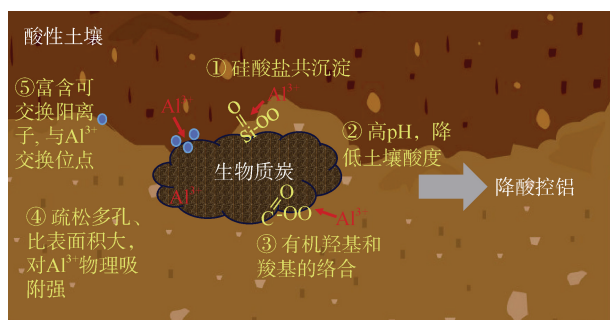 酸性土壤
① 硅酸盐共沉淀
⑤富含可
交换阳离
子, 与Al³⁺
交换位点
Al³⁺
Al³⁺
O
Si-OO
② 高pH，降
低土壤酸度
生物质炭
Al³⁺
O
C-OO
Al³⁺
降酸控铝
④ 疏松多孔、
比表面积大，
对Al³⁺物理吸
附强
③ 有机羟基和
羧基的络合